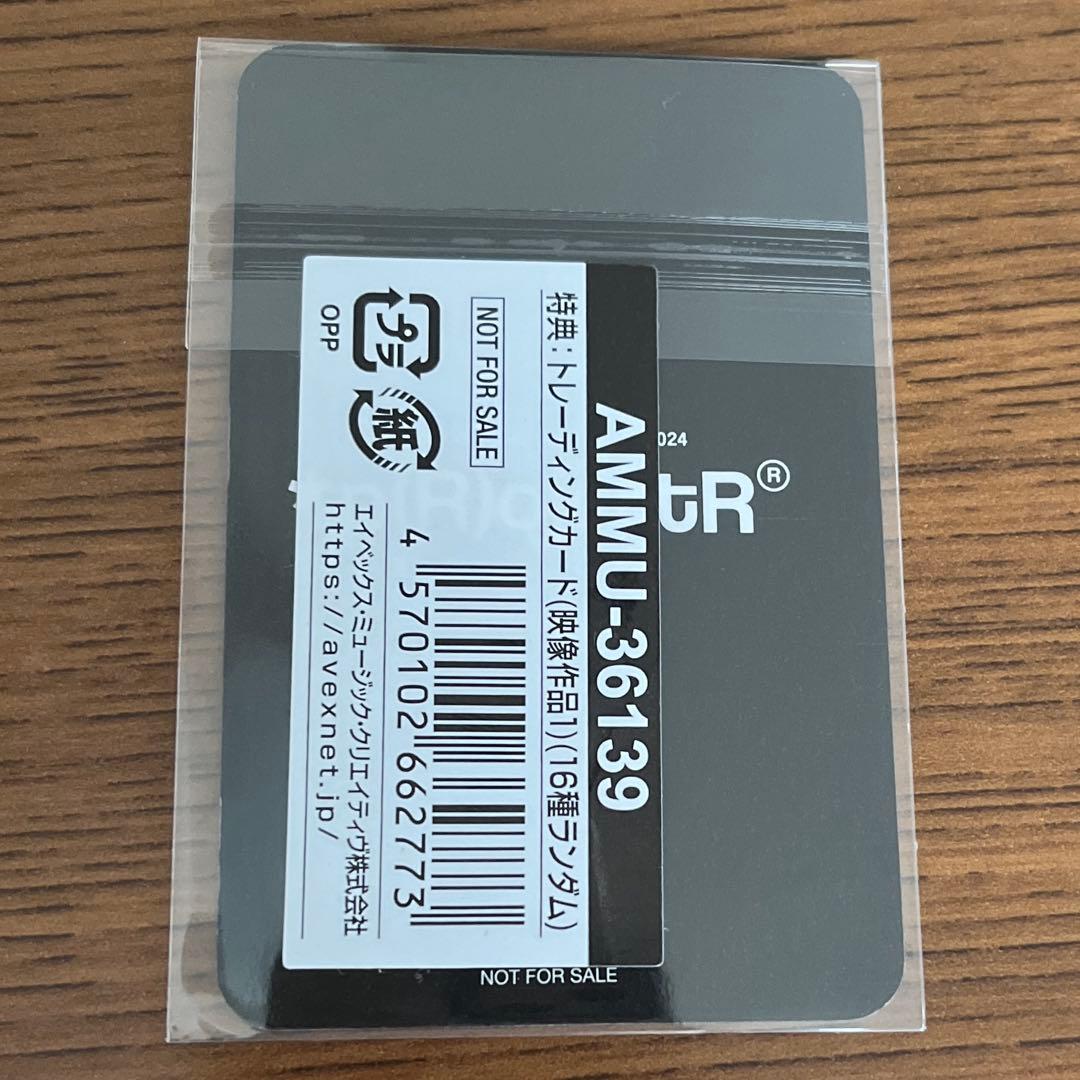 AMMU-36139
特典：トレーディングカード(映像作品1)(16種ランダム)
NOT FOR SALE
プラ
OPP
紙
4 570102 662773
エイベックス・ミュージック・クリエイティヴ株式会社
https://avexnet.jp/
024
tR®
NOT FOR SALE